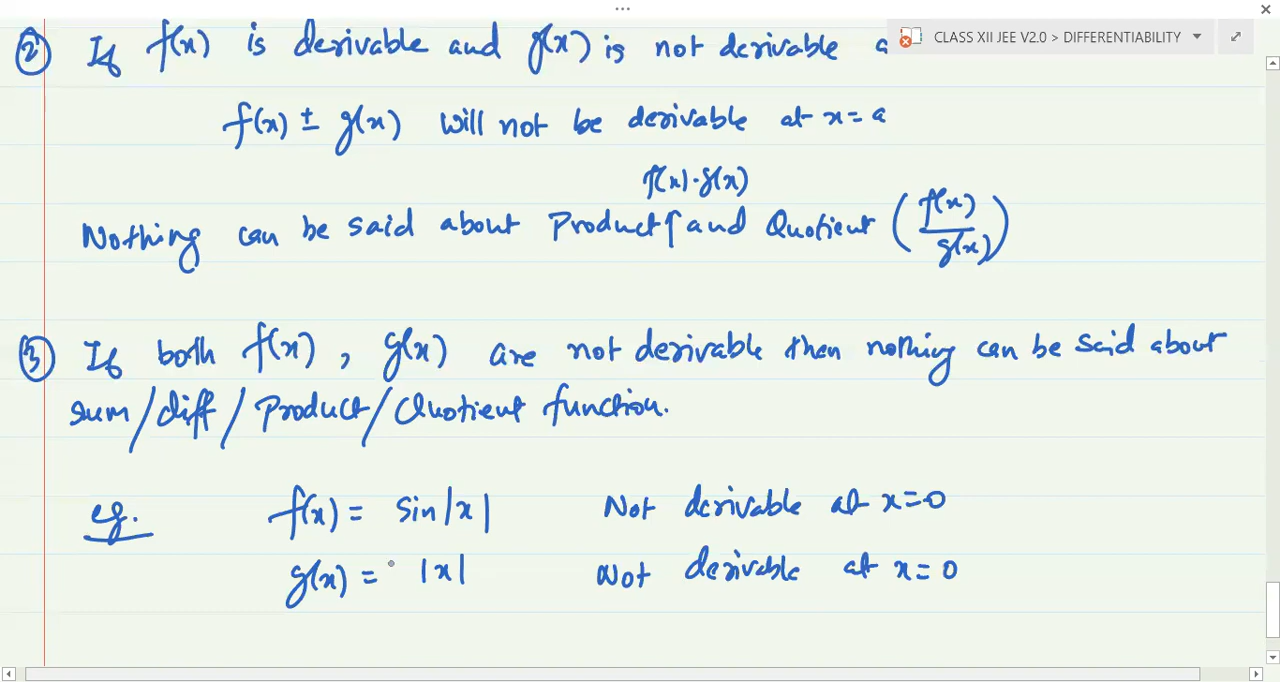 CLASS XII JEE V2.0 > DIFFERENTIABILITY
② If f(x) is derivable and g(x) is not derivable a
f(x) ± g(x) will not be derivable at x = a
f(x)·g(x)
Nothing can be said about Product↑ and Quotient (f(x)/g(x))
③ If both f(x), g(x) are not derivable then nothing can be said about
sum/diff/Product/Quotient function.
eg. f(x) = sin|x| Not derivable at x=0
g(x) = |x| Not derivable at x=0